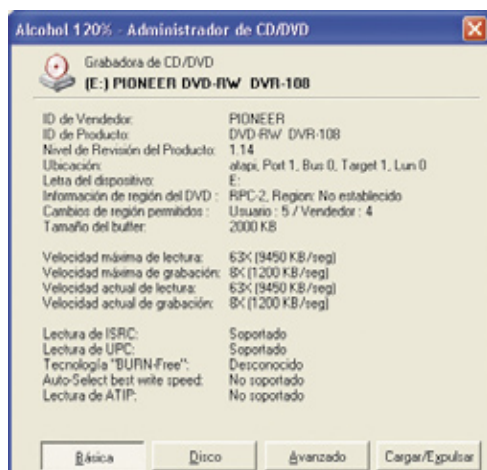 Alcohol 120% - Administrador de CD/DVD
Grabadora de CD/DVD
(E:) PIONEER DVD-RW DVR-108
ID de Vendedor: PIONEER
ID de Producto: DVD-RW DVR-108
Nivel de Revisión del Producto: 1.14
Ubicación: atapi, Port 1, Bus 0, Target 1, Lun 0
Letra del dispositivo: E:
Información de región del DVD : RPC-2, Region: No establecido
Cambios de región permitidos : Usuario : 5 / Vendedor : 4
Tamaño del buffer: 2000 KB
Velocidad máxima de lectura: 63X (9450 KB/seg)
Velocidad máxima de grabación: 8X (1200 KB/seg)
Velocidad actual de lectura: 63X (9450 KB/seg)
Velocidad actual de grabación: 8X (1200 KB/seg)
Lectura de ISRC: Soportado
Lectura de UPC: Soportado
Tecnología "BURN-Free": Desconocido
Auto-Select best write speed: No soportado
Lectura de ATIP: No soportado
Básica Disco Avanzado Cargar/Expulsar